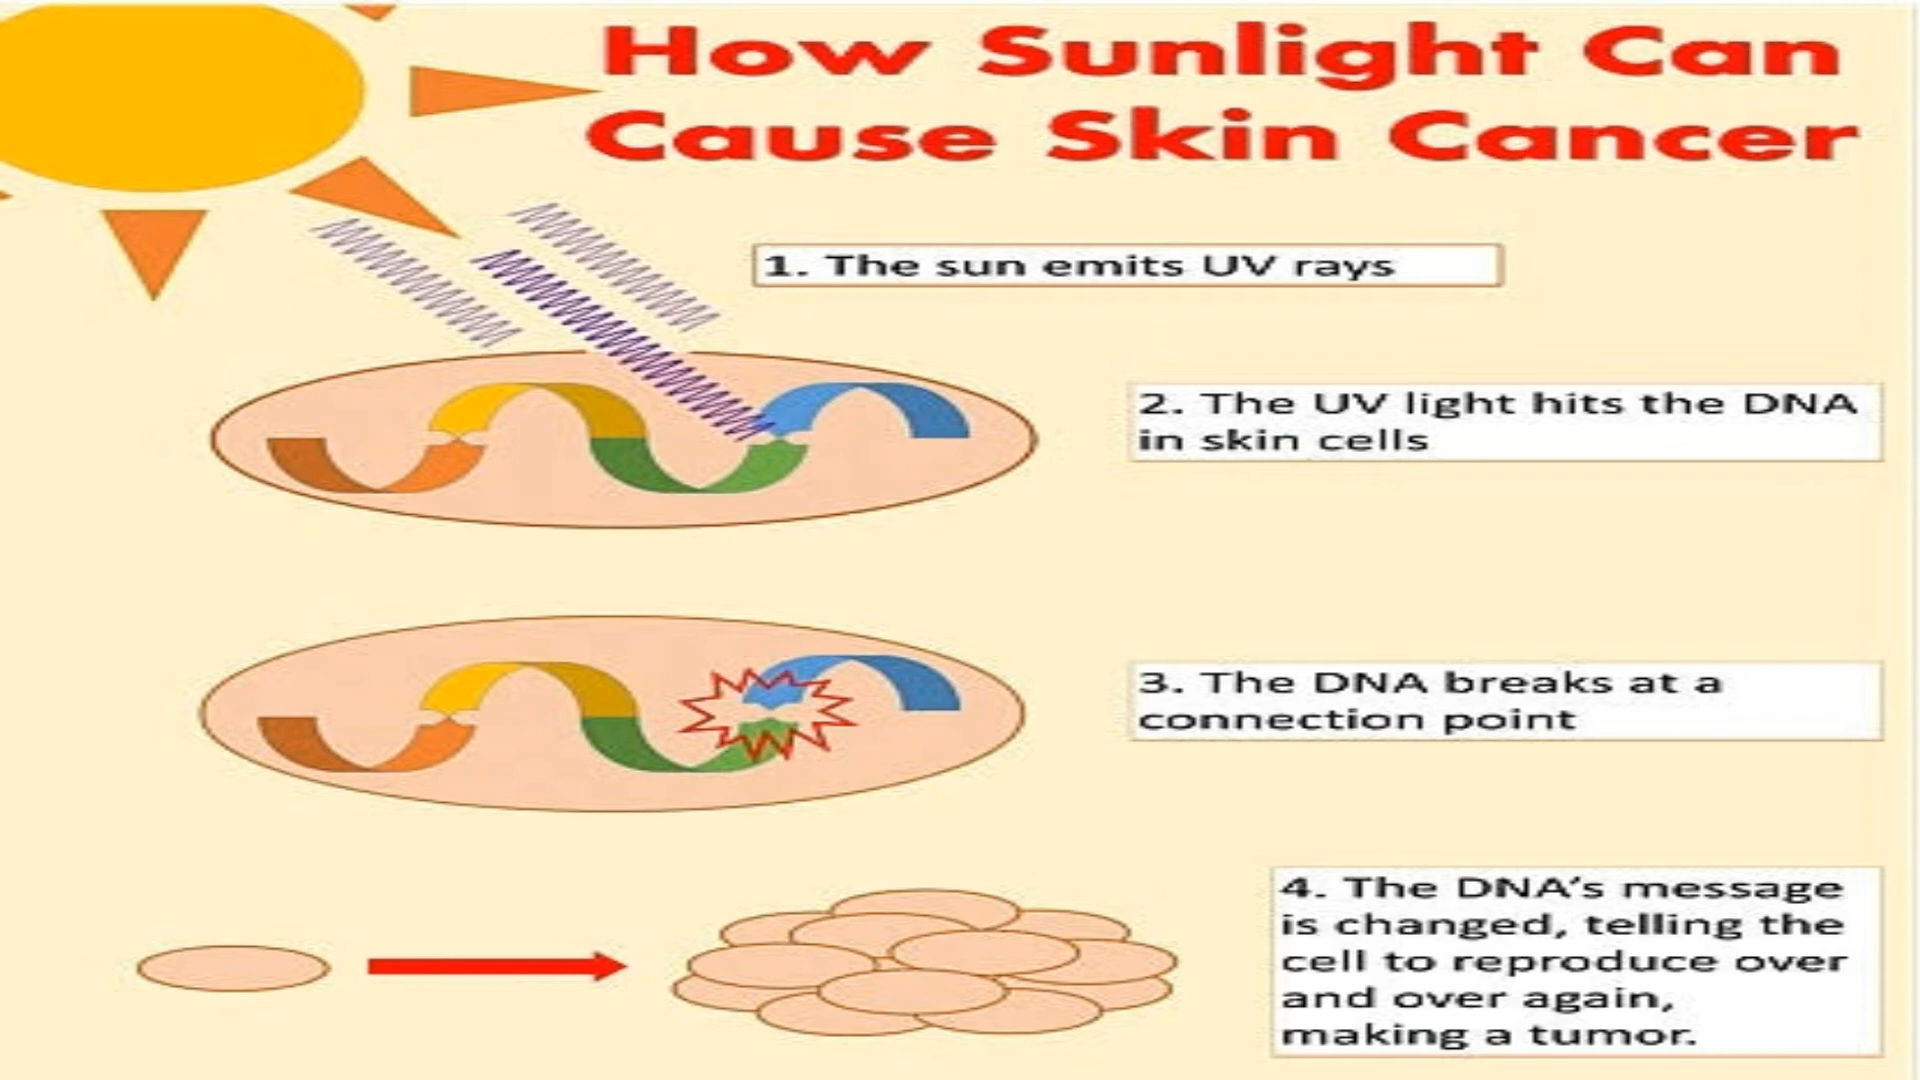 How Sunlight Can
Cause Skin Cancer
1. The sun emits UV rays
2. The UV light hits the DNA
in skin cells
3. The DNA breaks at a
connection point
4. The DNA’s message
is changed, telling the
cell to reproduce over
and over again,
making a tumor.